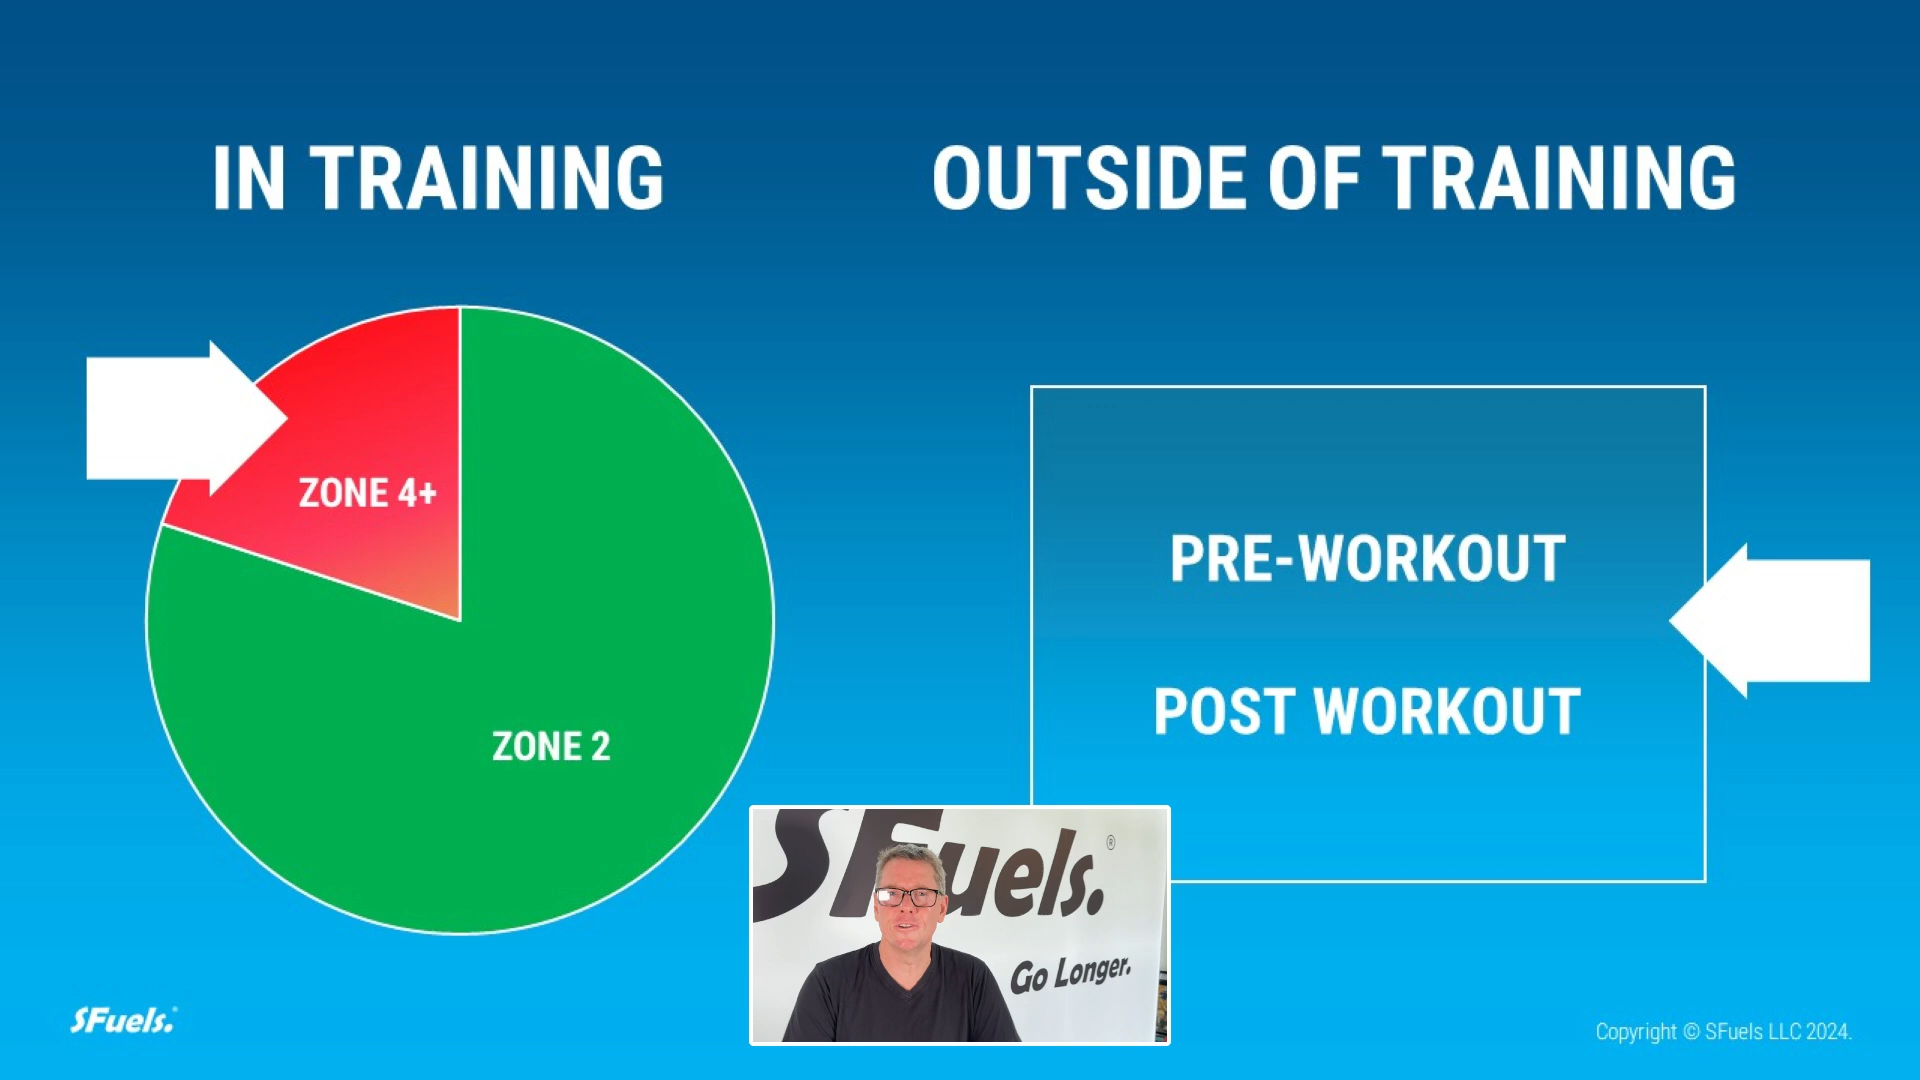 IN TRAINING
OUTSIDE OF TRAINING
ZONE 4+
ZONE 2
PRE-WORKOUT
POST WORKOUT
SFuels.®
Go Longer.
SFuels.®
Copyright © SFuels LLC 2024.